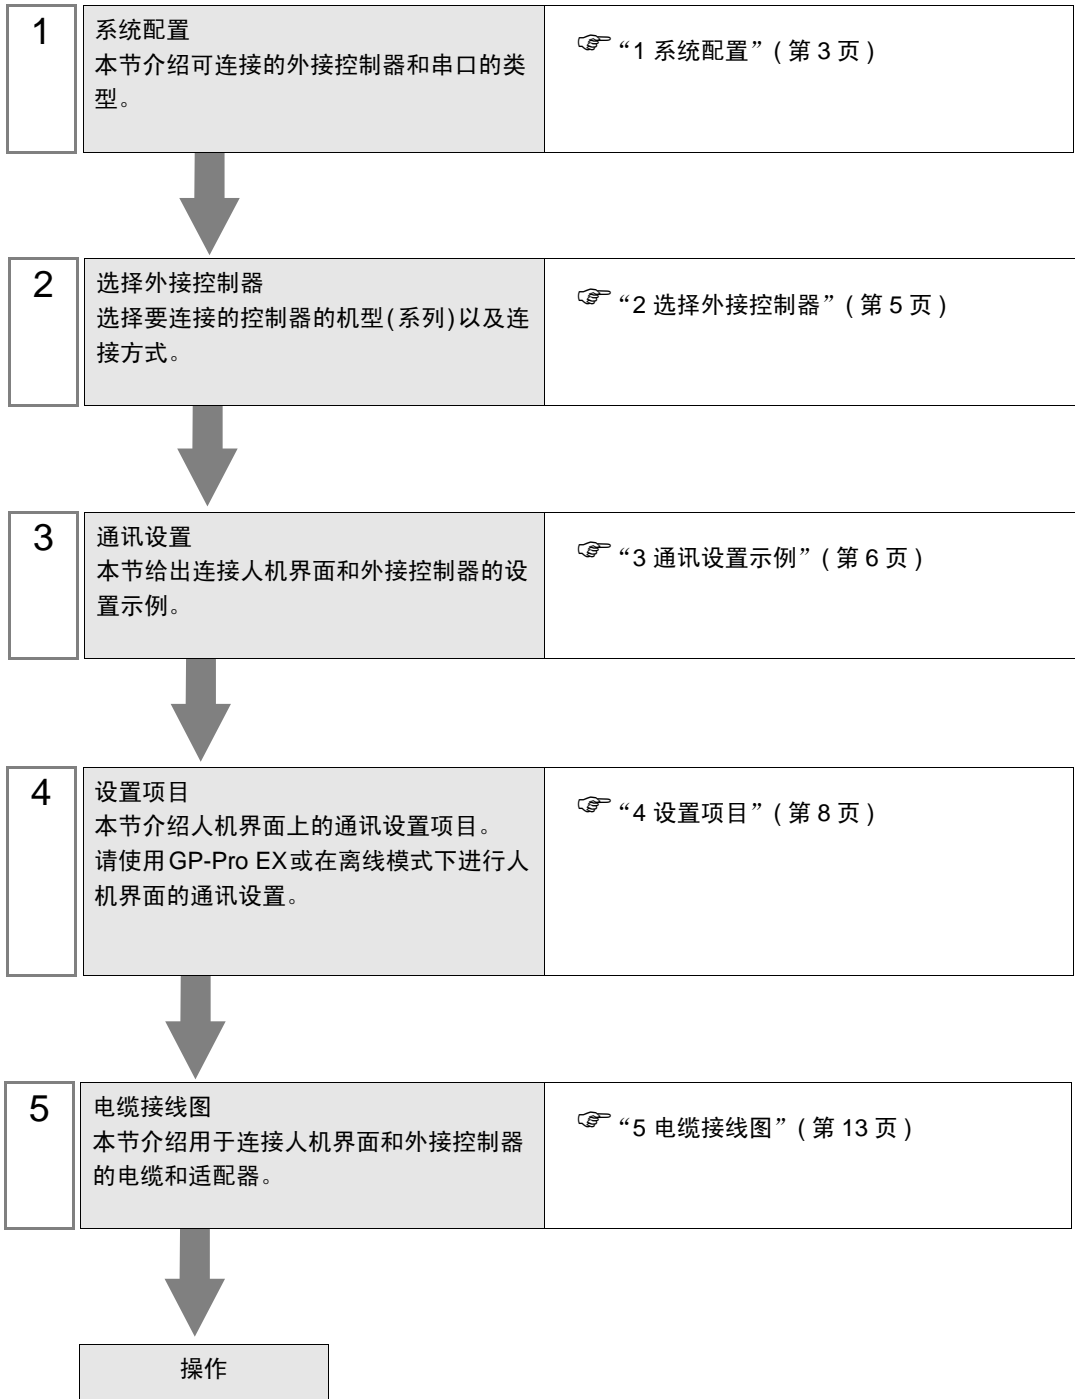 1
系统配置
本节介绍可连接的外接控制器和串口的类
型。
☞ “1 系统配置” ( 第 3 页 )
2
选择外接控制器
选择要连接的控制器的机型(系列)以及连
接方式。
☞ “2 选择外接控制器” ( 第 5 页 )
3
通讯设置
本节给出连接人机界面和外接控制器的设
置示例。
☞ “3 通讯设置示例” ( 第 6 页 )
4
设置项目
本节介绍人机界面上的通讯设置项目。
请使用GP-Pro EX或在离线模式下进行人
机界面的通讯设置。
☞ “4 设置项目” ( 第 8 页 )
5
电缆接线图
本节介绍用于连接人机界面和外接控制器
的电缆和适配器。
☞ “5 电缆接线图” ( 第 13 页 )
操作